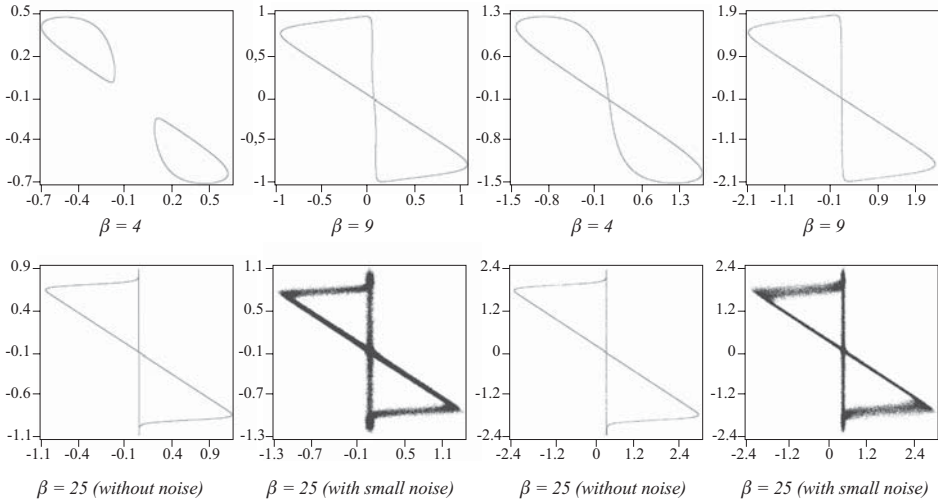 0.5
0.2
-0.1
-0.4
-0.7
-0.7 -0.4 -0.1 0.2 0.5
β = 4
1
0.5
0
-0.5
-1
-1 -0.5 0 0.5 1
β = 9
1.3
0.6
-0.1
-0.8
-1.5
-1.5 -0.8 -0.1 0.6 1.3
β = 4
1.9
0.9
-0.1
-1.1
-2.1
-2.1 -1.1 -0.1 0.9 1.9
β = 9
0.9
0.4
-0.1
-0.6
-1.1
-1.1 -0.6 -0.1 0.4 0.9
β = 25 (without noise)
1.1
0.5
-0.1
-0.7
-1.3
-1.3 -0.7 -0.1 0.5 1.1
β = 25 (with small noise)
2.4
1.2
0
-1.2
-2.4
-2.4 -1.2 0 1.2 2.4
β = 25 (without noise)
2.4
1.2
0
-1.2
-2.4
-2.4 -1.2 0 1.2 2.4
β = 25 (with small noise)